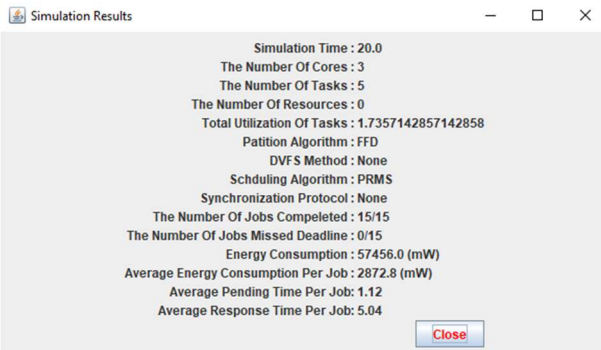 Simulation Results
Simulation Time : 20.0
The Number Of Cores : 3
The Number Of Tasks : 5
The Number Of Resources : 0
Total Utilization Of Tasks : 1.7357142857142858
Patition Algorithm : FFD
DVFS Method : None
Schduling Algorithm : PRMS
Synchronization Protocol : None
The Number Of Jobs Compeleted : 15/15
The Number Of Jobs Missed Deadline : 0/15
Energy Consumption : 57456.0 (mW)
Average Energy Consumption Per Job : 2872.8 (mW)
Average Pending Time Per Job: 1.12
Average Response Time Per Job: 5.04
Close